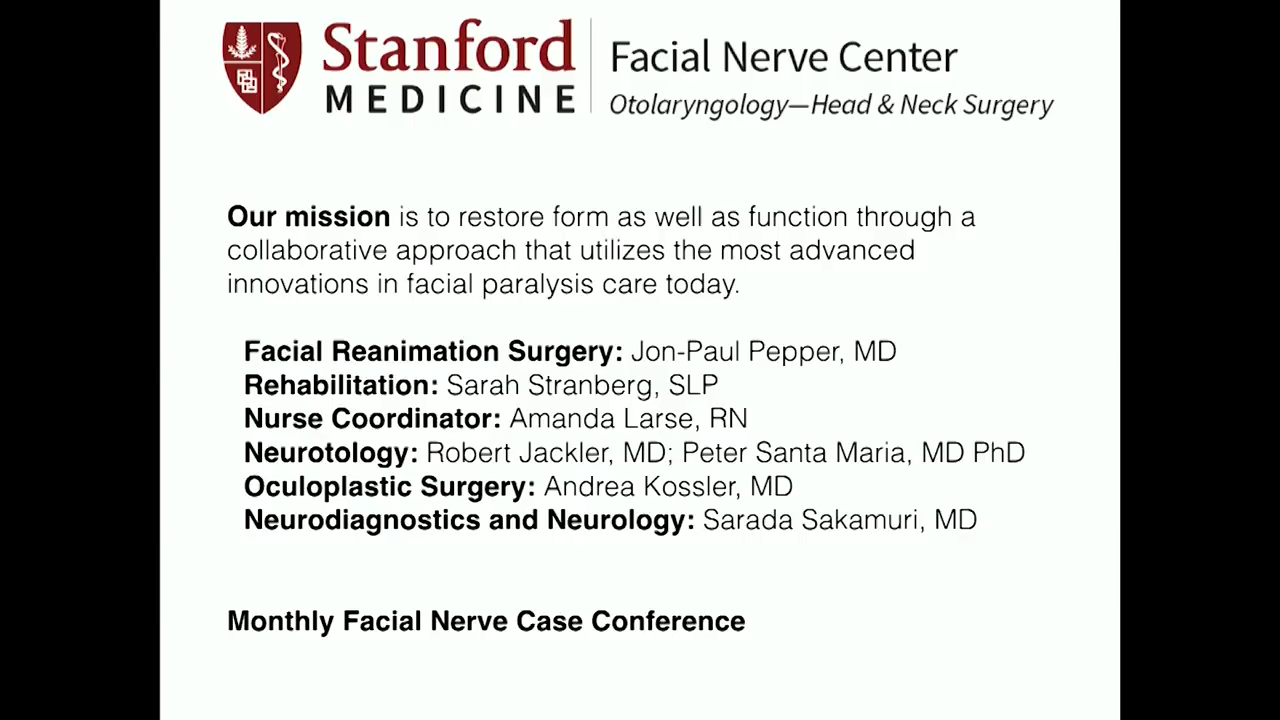 Stanford
MEDICINE
Facial Nerve Center
Otolaryngology—Head & Neck Surgery
Our mission is to restore form as well as function through a
collaborative approach that utilizes the most advanced
innovations in facial paralysis care today.
Facial Reanimation Surgery: Jon-Paul Pepper, MD
Rehabilitation: Sarah Stranberg, SLP
Nurse Coordinator: Amanda Larse, RN
Neurotology: Robert Jackler, MD; Peter Santa Maria, MD PhD
Oculoplastic Surgery: Andrea Kossler, MD
Neurodiagnostics and Neurology: Sarada Sakamuri, MD
Monthly Facial Nerve Case Conference